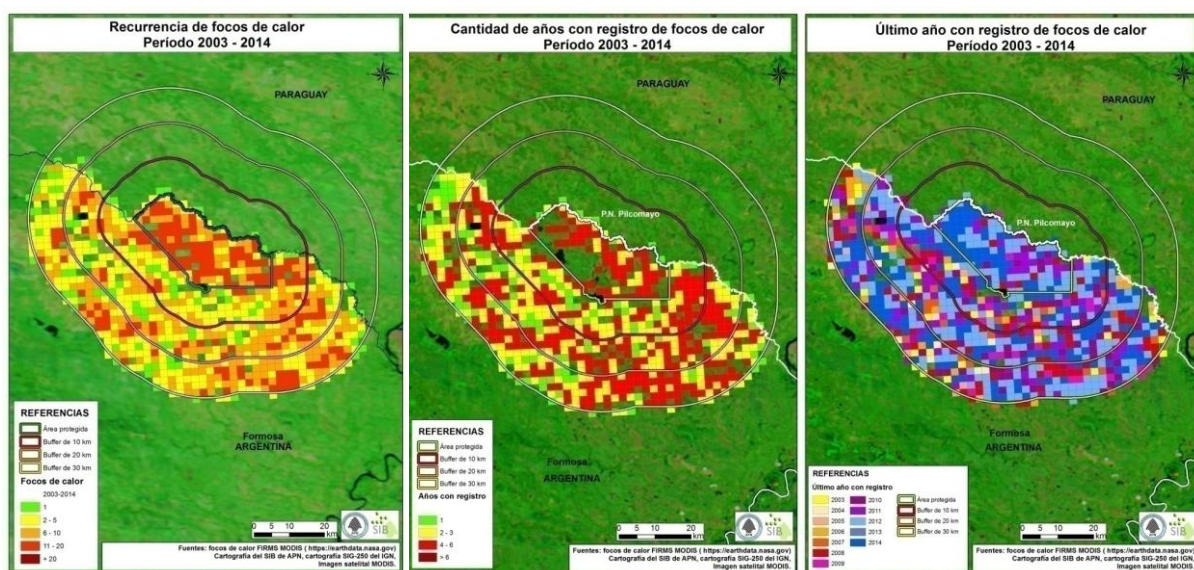 Recurrencia de focos de calor
Período 2003 - 2014
PARAGUAY
Formosa
ARGENTINA
REFERENCIAS
Área protegida
Buffer de 10 km
Buffer de 20 km
Buffer de 30 km
Focos de calor
2003-2014
1
2 - 5
6 - 10
11 - 20
+ 20
0 5 10 20
km
SIB
Fuentes: focos de calor FIRMS MODIS ( https://earthdata.nasa.gov)
Cartografía del SIB de APN, cartografía SIG-250 del IGN,
Imagen satelital MODIS.
Cantidad de años con registro de focos de calor
Período 2003 - 2014
PARAGUAY
P.N. Pilcomayo
Formosa
ARGENTINA
REFERENCIAS
Área protegida
Buffer de 10 km
Buffer de 20 km
Buffer de 30 km
Años con registro
1
2 - 3
4 - 6
> 6
0 5 10 20
km
SIB
Fuentes: focos de calor FIRMS MODIS ( https://earthdata.nasa.gov)
Cartografía del SIB de APN, cartografía SIG-250 del IGN,
Imagen satelital MODIS.
Último año con registro de focos de calor
Período 2003 - 2014
PARAGUAY
P.N. Pilcomayo
Formosa
ARGENTINA
REFERENCIAS
Último año con registro
2003
2004
2005
2006
2007
2008
2009
2010
2011
2012
2013
2014
Área protegida
Buffer de 10 km
Buffer de 20 km
Buffer de 30 km
0 5 10 20
km
SIB
Fuentes: focos de calor FIRMS MODIS ( https://earthdata.nasa.gov)
Cartografía del SIB de APN, cartografía SIG-250 del IGN,
Imagen satelital MODIS.